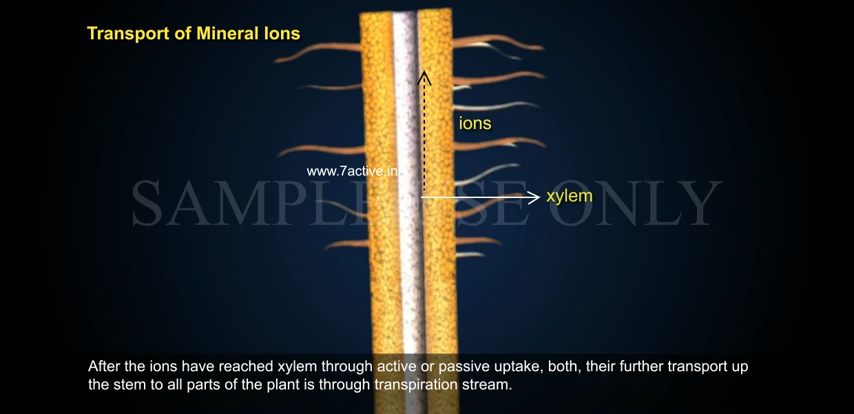 Transport of Mineral Ions
ions
www.7active.in
SAMPLE USE ONLY
xylem
After the ions have reached xylem through active or passive uptake, both, their further transport up
the stem to all parts of the plant is through transpiration stream.